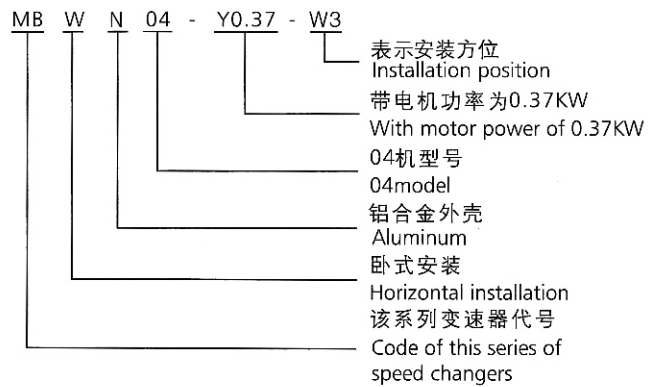 MB W N 04 - Y0.37 - W3
表示安装方位
Installation position
带电机功率为0.37KW
With motor power of 0.37KW
04机型号
04model
铝合金外壳
Aluminum
卧式安装
Horizontal installation
该系列变速器代号
Code of this series of
speed changers